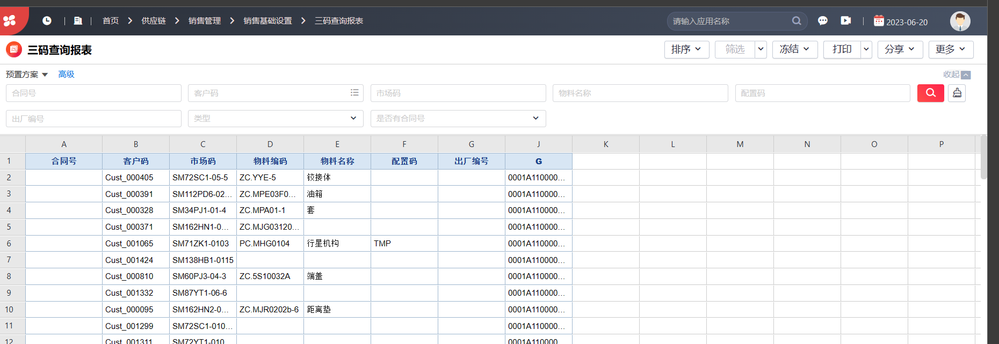 首页 供应链 销售管理 销售基础设置 三码查询报表 请输入应用名称 2023-06-20
三码查询报表 排序 筛选 冻结 打印 分享 更多
预置方案 高级 收起
合同号 客户码 市场码 物料名称 配置码
出厂编号 类型 是否有合同号
A B C D E F G J K L M N O P
1 合同号 客户码 市场码 物料编码 物料名称 配置码 出厂编号 G
2 Cust_000405 SM72SC1-05-5 ZC.YYE-5 铰接体 0001A110000...
3 Cust_000391 SM112PD6-02... ZC.MPE03F0... 油箱 0001A110000...
4 Cust_000328 SM34PJ1-01-4 ZC.MPA01-1 套 0001A110000...
5 Cust_000371 SM162HN1-0... ZC.MJG03120... 0001A110000...
6 Cust_001065 SM71ZK1-0103 PC.MHG0104 行星机构 TMP 0001A110000...
7 Cust_001424 SM138HB1-0115 0001A110000...
8 Cust_000810 SM60PJ3-04-3 ZC.5S10032A 端盖 0001A110000...
9 Cust_001332 SM87YT1-06-6 0001A110000...
10 Cust_000095 SM162HN2-0... ZC.MJR0202b-6 距离垫 0001A110000...
11 Cust_001299 SM72SC1-010... 0001A110000...
12 Cust_001311 SM72YT1-010... 0001A110000...